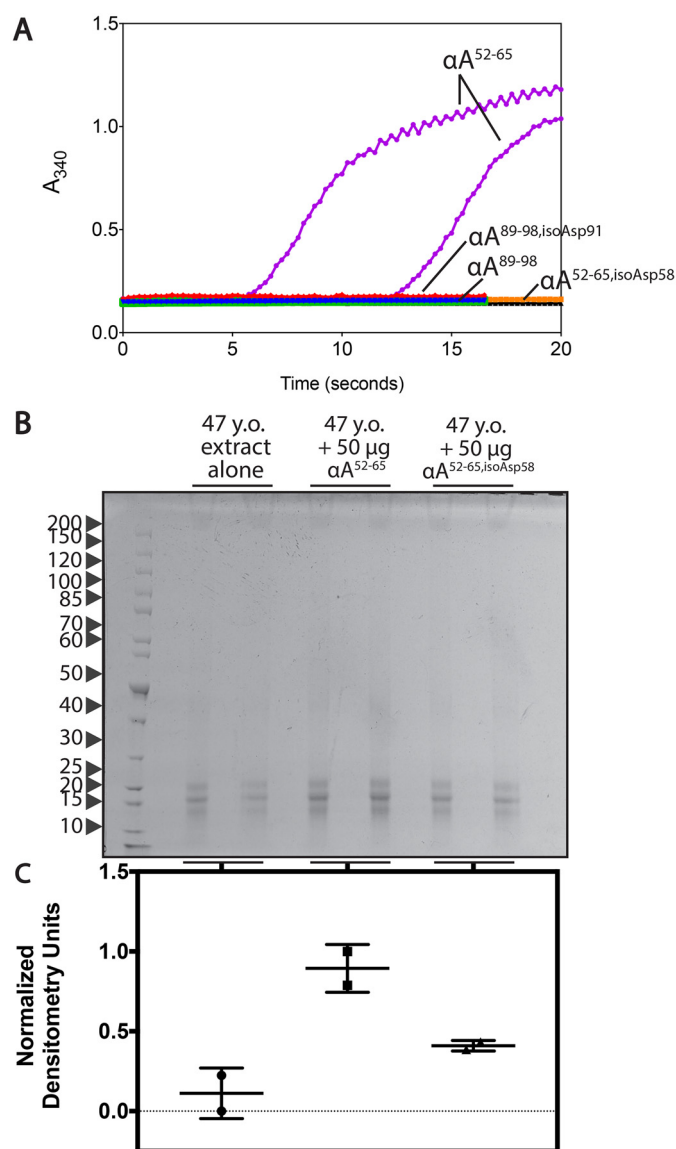 A
1.5
1.0
0.5
0.0
A340
0
5
10
15
20
Time (seconds)
αA52-65
αA89-98,isoAsp91
αA89-98
αA52-65,isoAsp58
B
47 y.o.
extract
alone
47 y.o.
+ 50 µg
αA52-65
47 y.o.
+ 50 µg
αA52-65,isoAsp58
200
150
120
100
85
70
60
50
40
30
25
20
15
10
C
1.5
1.0
0.5
0.0
Normalized
Densitometry Units